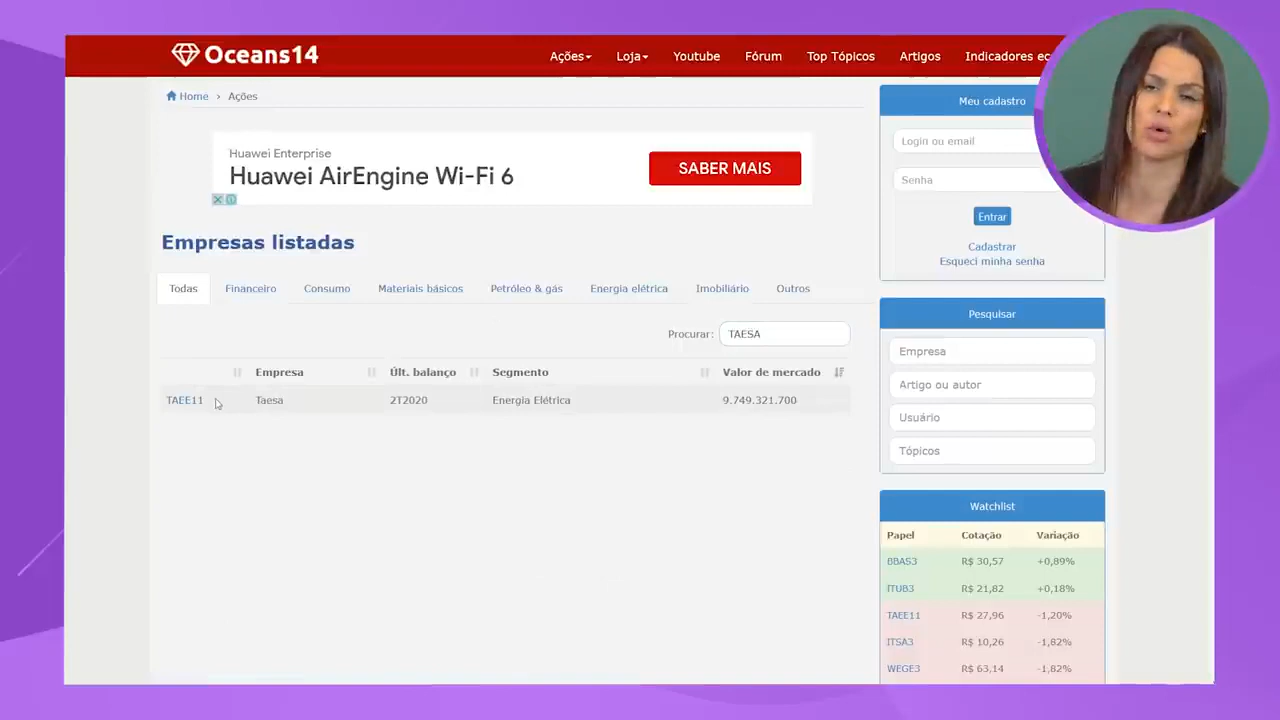 Oceans14
Ações Loja Youtube Fórum Top Tópicos Artigos Indicadores ec
Home › Ações
Huawei Enterprise
Huawei AirEngine Wi-Fi 6
SABER MAIS
Empresas listadas
Todas Financeiro Consumo Materiais básicos Petróleo & gás Energia elétrica Imobiliário Outros
Procurar: TAESA
Empresa Últ. balanço Segmento Valor de mercado
TAEE11 Taesa 2T2020 Energia Elétrica 9.749.321.700
Meu cadastro
Login ou email
Senha
Entrar
Cadastrar
Esqueci minha senha
Pesquisar
Empresa
Artigo ou autor
Usuário
Tópicos
Watchlist
Papel Cotação Variação
BBAS3 R$ 30,57 +0,89%
ITUB3 R$ 21,82 +0,18%
TAEE11 R$ 27,96 -1,20%
ITSA3 R$ 10,26 -1,82%
WEGE3 R$ 63,14 -1,82%